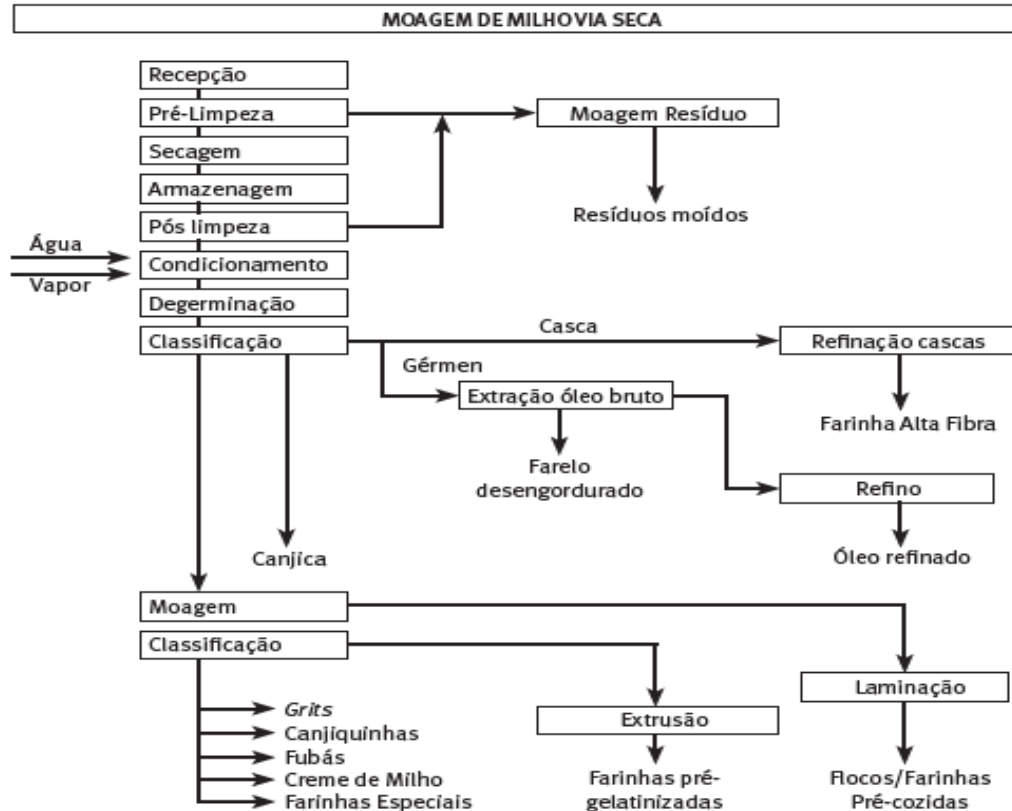 MOAGEM DE MILHO VIA SECA
Recepção
Pré-Limpeza
Moagem Resíduo
Secagem
Armazenagem
Resíduos moídos
Pós limpeza
Água
Condicionamento
Vapor
Degerminação
Classificação
Casca
Refinação cascas
Gérmen
Extração óleo bruto
Farinha Alta Fibra
Farelo
desengordurado
Refino
Canjica
Óleo refinado
Moagem
Classificação
Laminação
Grits
Extrusão
Canjiquinhas
Fubás
Creme de Milho
Farinhas Especiais
Farinhas pré-
gelatinizadas
Flocos/Farinhas
Pré-cozidas